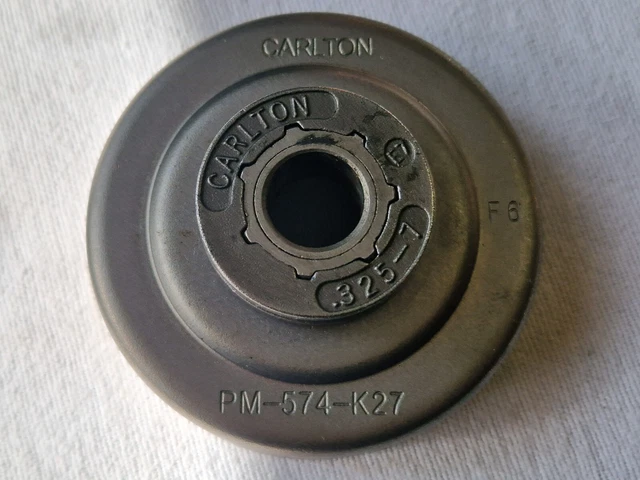 CARLTON
CARLTON
.325-7
F6
PM-574-K27